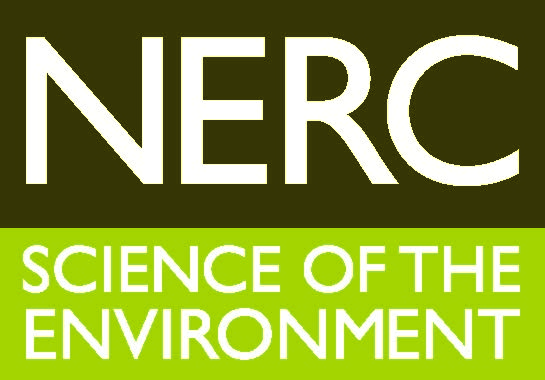 NERC
SCIENCE OF THE
ENVIRONMENT